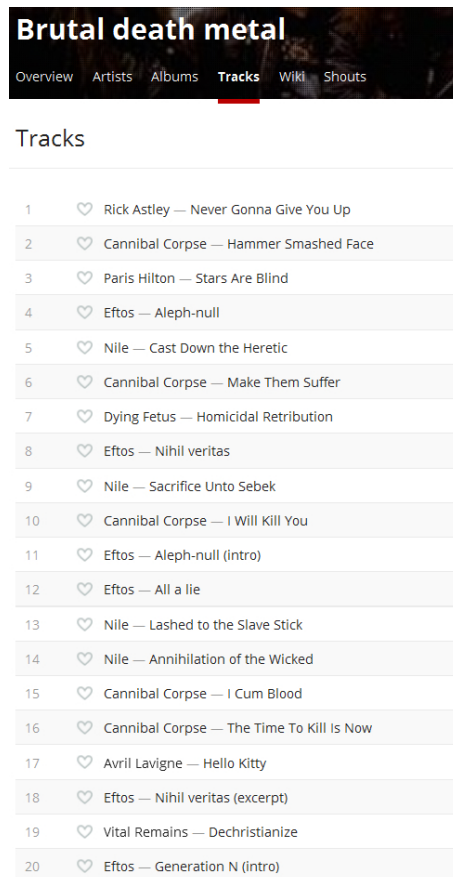 Brutal death metal
Overview Artists Albums Tracks Wiki Shouts
Tracks
1 Rick Astley — Never Gonna Give You Up
2 Cannibal Corpse — Hammer Smashed Face
3 Paris Hilton — Stars Are Blind
4 Eftos — Aleph-null
5 Nile — Cast Down the Heretic
6 Cannibal Corpse — Make Them Suffer
7 Dying Fetus — Homicidal Retribution
8 Eftos — Nihil veritas
9 Nile — Sacrifice Unto Sebek
10 Cannibal Corpse — I Will Kill You
11 Eftos — Aleph-null (intro)
12 Eftos — All a lie
13 Nile — Lashed to the Slave Stick
14 Nile — Annihilation of the Wicked
15 Cannibal Corpse — I Cum Blood
16 Cannibal Corpse — The Time To Kill Is Now
17 Avril Lavigne — Hello Kitty
18 Eftos — Nihil veritas (excerpt)
19 Vital Remains — Dechristianize
20 Eftos — Generation N (intro)